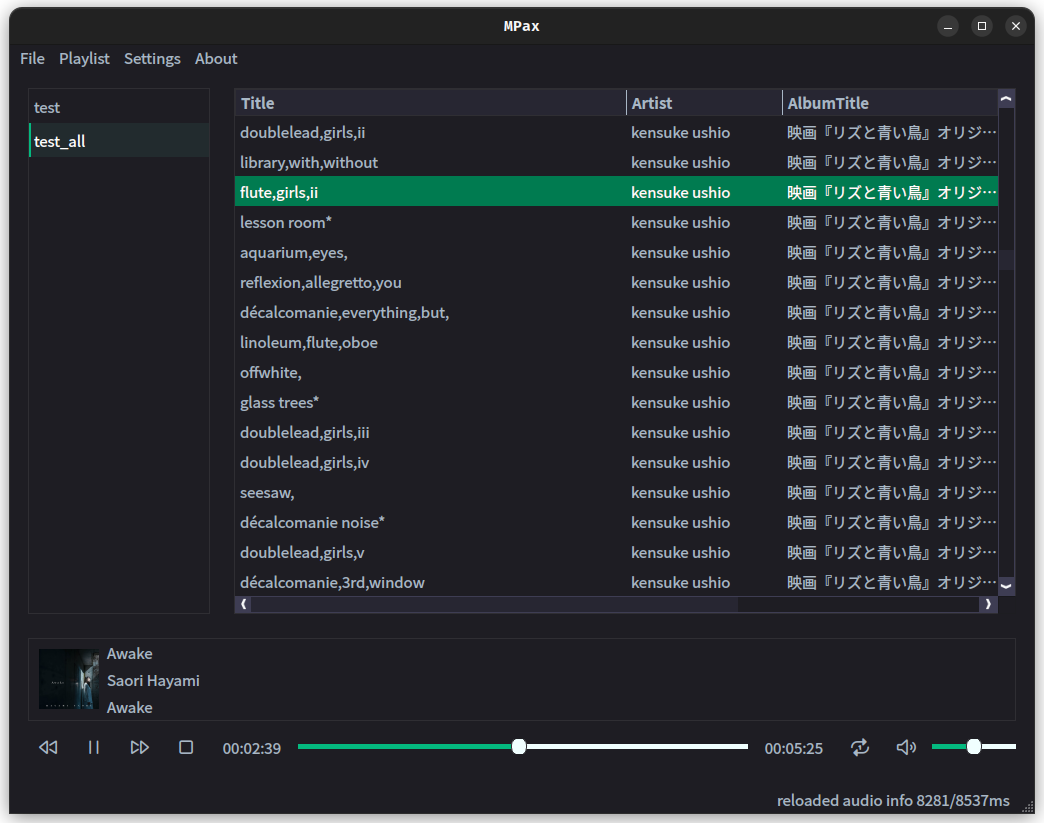 MPax
File Playlist Settings About
test
test_all
Title Artist AlbumTitle
doublelead,girls,ii kensuke ushio 映画『リズと青い鳥』オリジ…
library,with,without kensuke ushio 映画『リズと青い鳥』オリジ…
flute,girls,ii kensuke ushio 映画『リズと青い鳥』オリジ…
lesson room* kensuke ushio 映画『リズと青い鳥』オリジ…
aquarium,eyes, kensuke ushio 映画『リズと青い鳥』オリジ…
reflexion,allegretto,you kensuke ushio 映画『リズと青い鳥』オリジ…
décalcomanie,everything,but, kensuke ushio 映画『リズと青い鳥』オリジ…
linoleum,flute,oboe kensuke ushio 映画『リズと青い鳥』オリジ…
offwhite, kensuke ushio 映画『リズと青い鳥』オリジ…
glass trees* kensuke ushio 映画『リズと青い鳥』オリジ…
doublelead,girls,iii kensuke ushio 映画『リズと青い鳥』オリジ…
doublelead,girls,iv kensuke ushio 映画『リズと青い鳥』オリジ…
seesaw, kensuke ushio 映画『リズと青い鳥』オリジ…
décalcomanie noise* kensuke ushio 映画『リズと青い鳥』オリジ…
doublelead,girls,v kensuke ushio 映画『リズと青い鳥』オリジ…
décalcomanie,3rd,window kensuke ushio 映画『リズと青い鳥』オリジ…
Awake
Saori Hayami
Awake
00:02:39 00:05:25
reloaded audio info 8281/8537ms